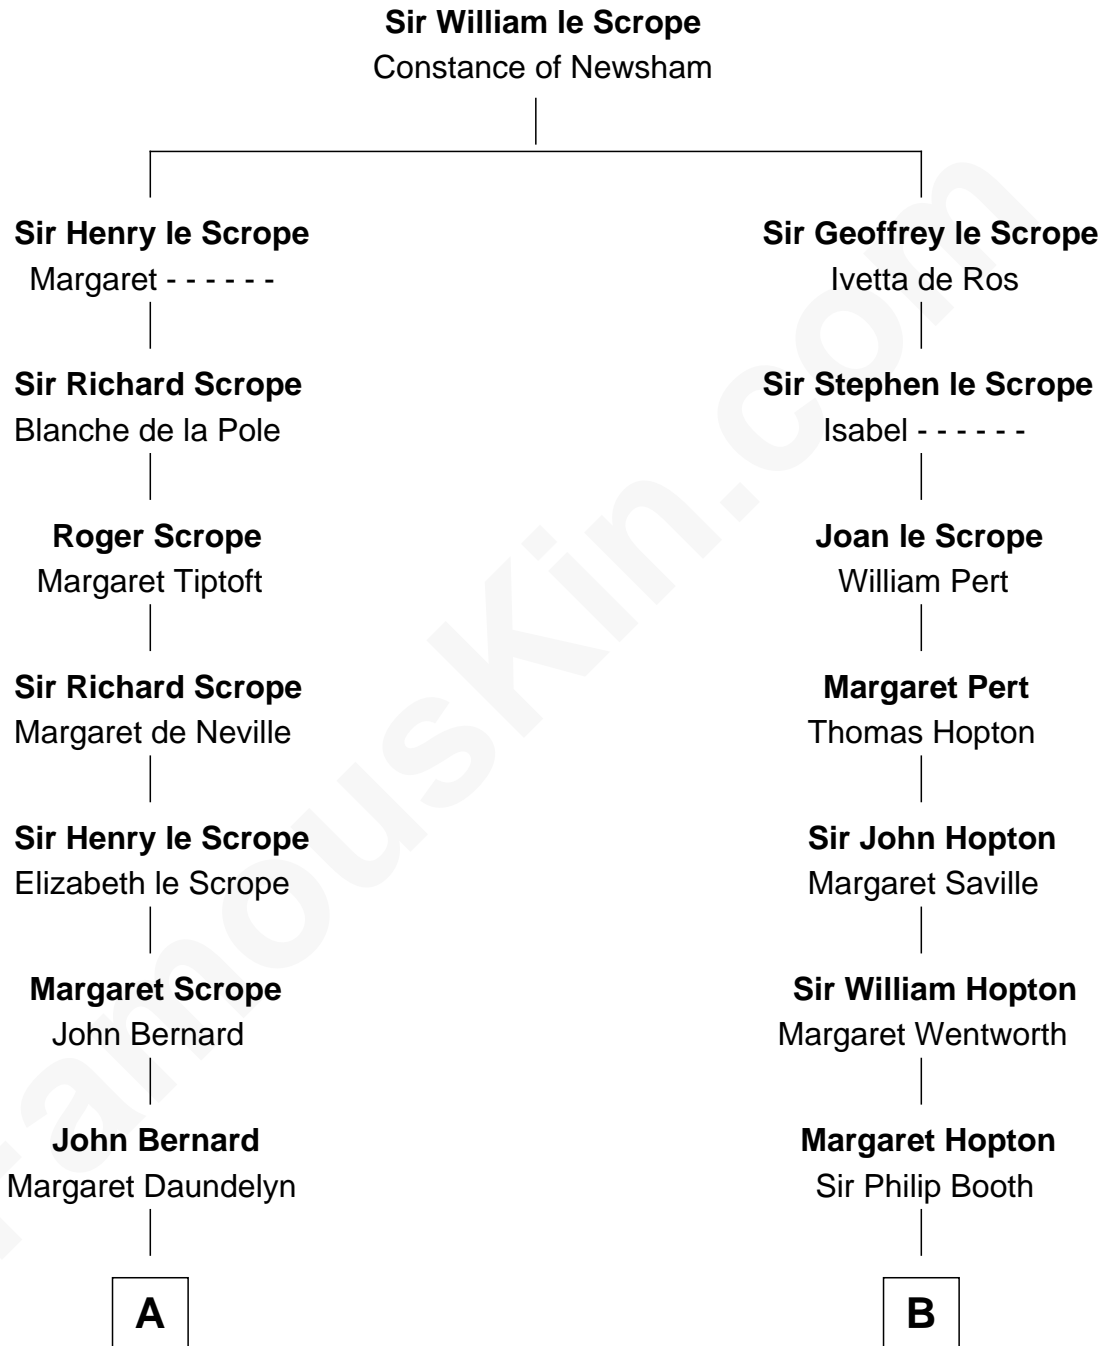 Sir William le Scrope
Constance of Newsham
Sir Henry le Scrope
Margaret - - - - - -
Sir Geoffrey le Scrope
Ivetta de Ros
Sir Richard Scrope
Blanche de la Pole
Sir Stephen le Scrope
Isabel - - - - - -
Roger Scrope
Margaret Tiptoft
Joan le Scrope
William Pert
Sir Richard Scrope
Margaret de Neville
Margaret Pert
Thomas Hopton
Sir Henry le Scrope
Elizabeth le Scrope
Sir John Hopton
Margaret Saville
Margaret Scrope
John Bernard
Sir William Hopton
Margaret Wentworth
John Bernard
Margaret Daundelyn
Margaret Hopton
Sir Philip Booth
A
B
FamousKin.com